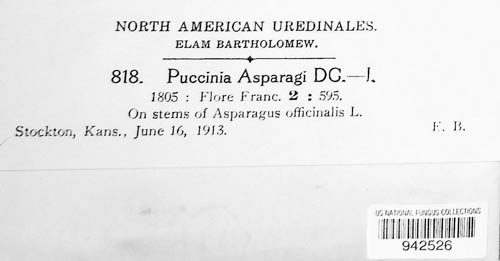 NORTH AMERICAN UREDINALES.
ELAM BARTHOLOMEW.
818. Puccinia Asparagi DC.—I.
1805 : Flore Franc. 2 : 595.
On stems of Asparagus officinalis L.
Stockton, Kans., June 16, 1913. E. B.
US NATIONAL FUNGUS COLLECTIONS
942526